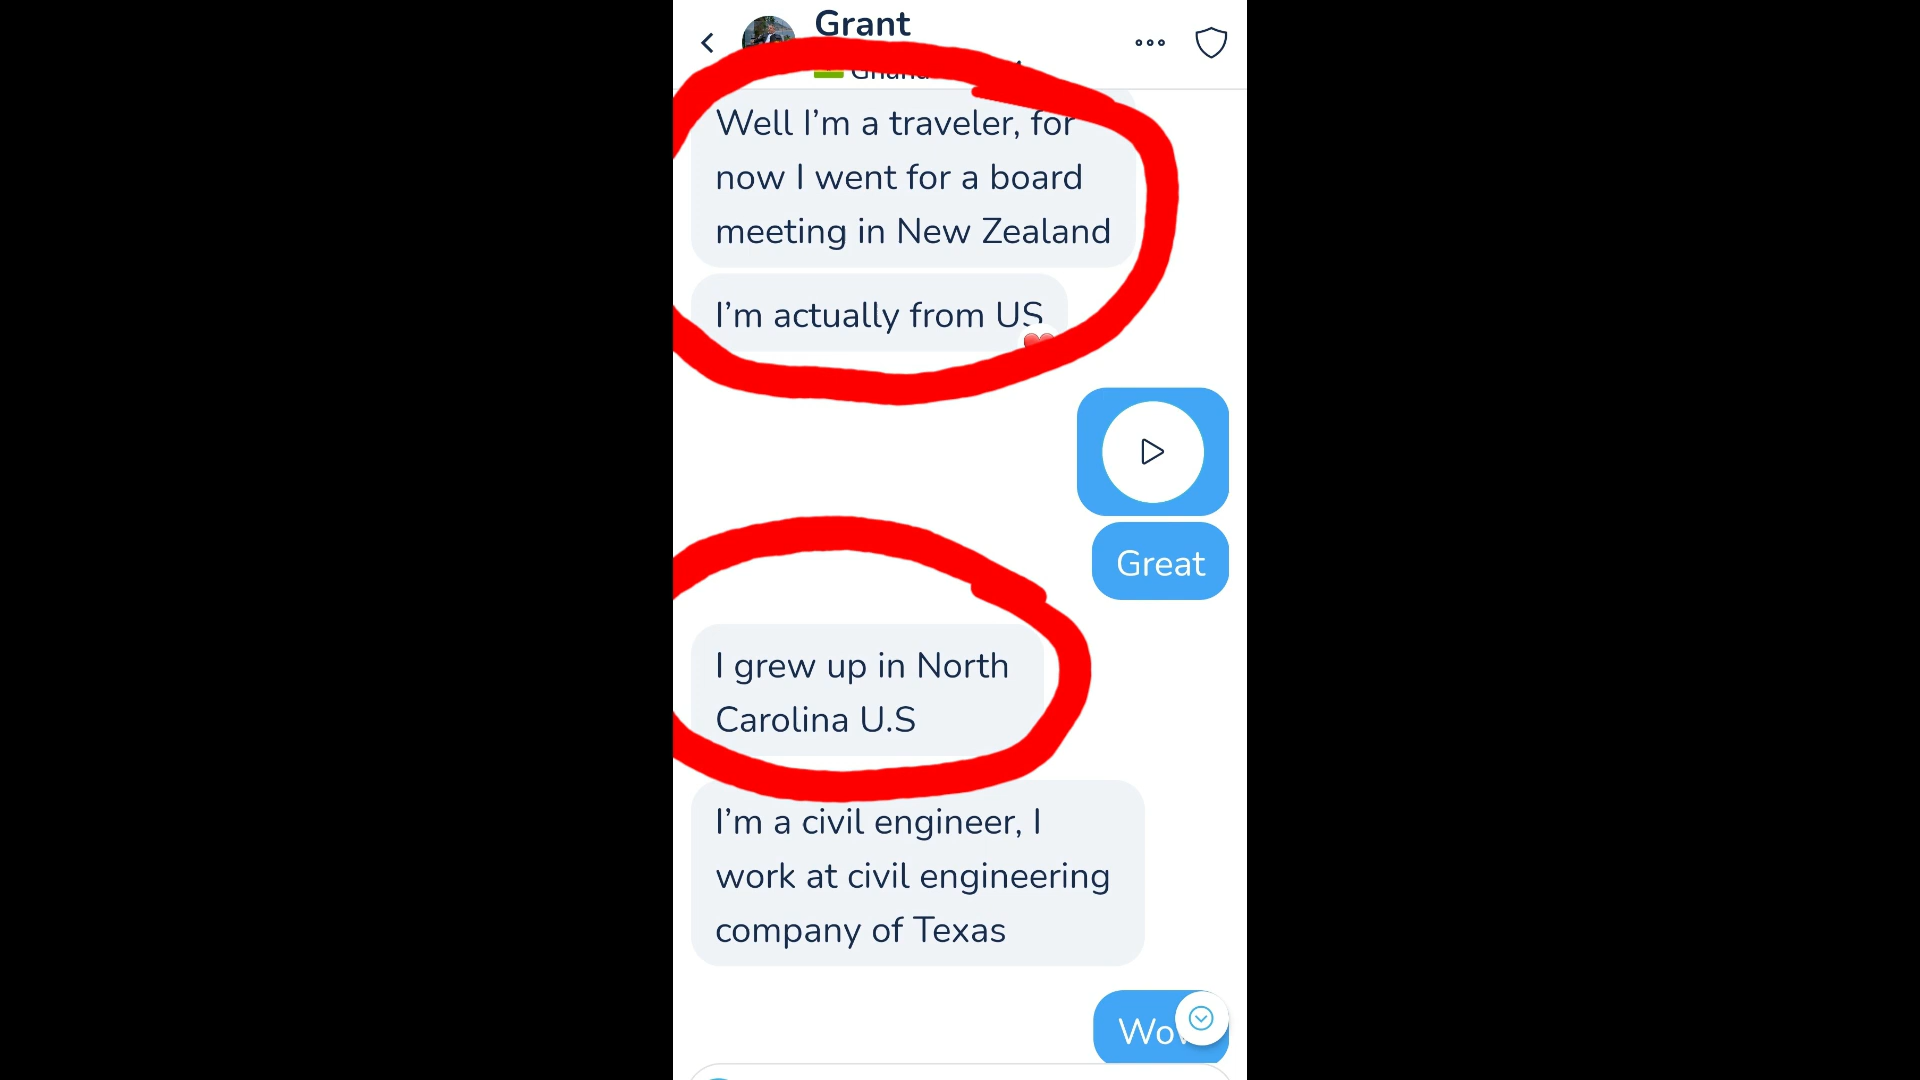 Grant
Well I’m a traveler, for
now I went for a board
meeting in New Zealand
I’m actually from US
Great
I grew up in North
Carolina U.S
I’m a civil engineer, I
work at civil engineering
company of Texas